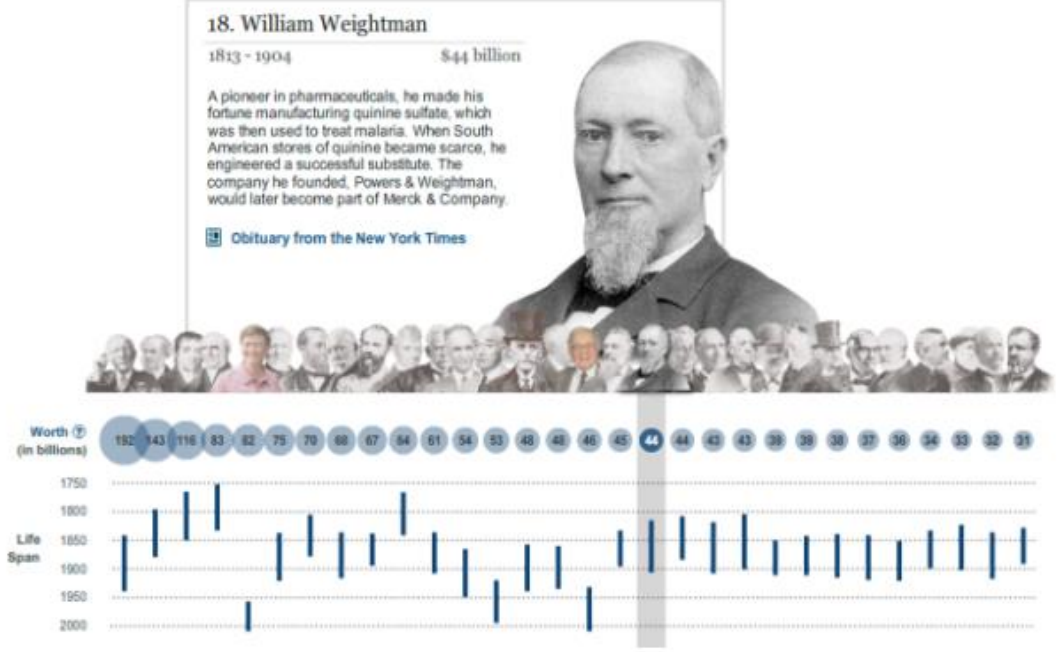 18. William Weightman
1813 - 1904 $44 billion
A pioneer in pharmaceuticals, he made his
fortune manufacturing quinine sulfate, which
was then used to treat malaria. When South
American stores of quinine became scarce, he
engineered a successful substitute. The
company he founded, Powers & Weightman,
would later become part of Merck & Company.
Obituary from the New York Times
Worth ?
(in billions)
192 143 116 83 82 75 70 68 67 64 61 54 53 48 48 46 45 44 44 43 43 39 39 38 37 36 34 33 32 31
1750
1800
Life
Span
1850
1900
1950
2000